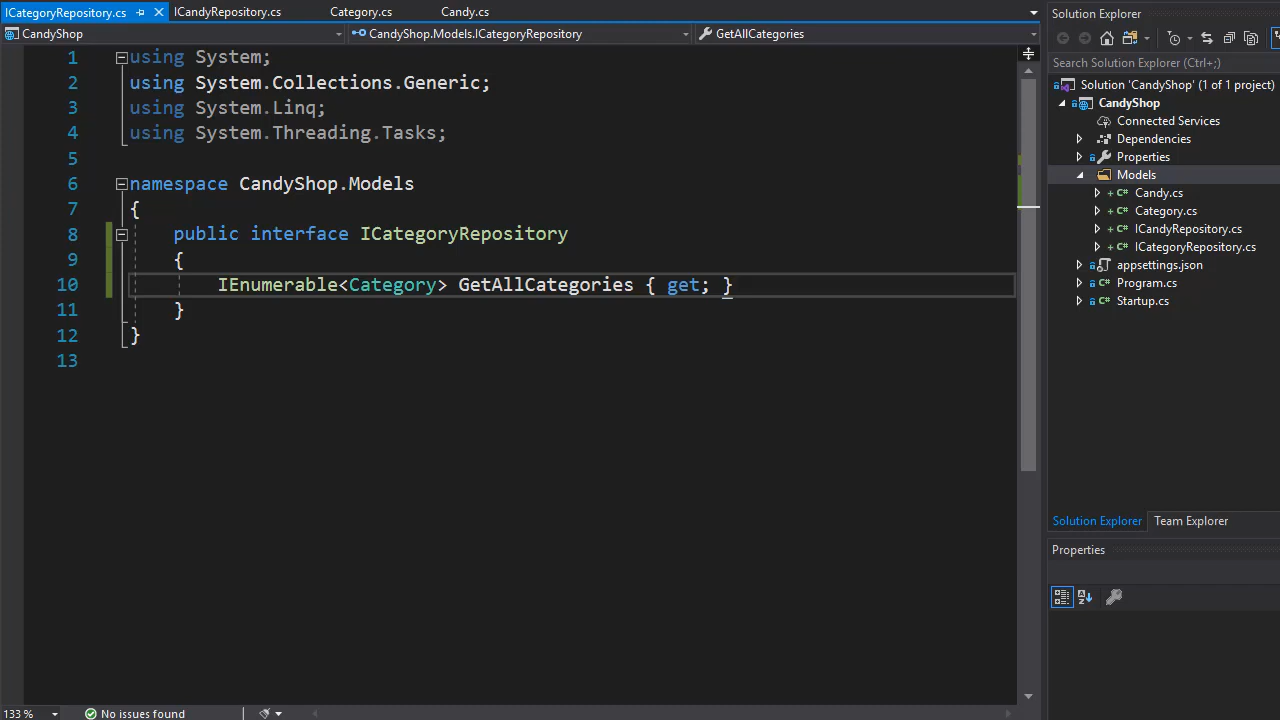 ICategoryRepository.cs
ICandyRepository.cs
Category.cs
Candy.cs
CandyShop
CandyShop.Models.ICategoryRepository
GetAllCategories
1 using System;
2 using System.Collections.Generic;
3 using System.Linq;
4 using System.Threading.Tasks;
5
6 namespace CandyShop.Models
7 {
8 public interface ICategoryRepository
9 {
10 IEnumerable<Category> GetAllCategories { get; }
11 }
12 }
13
133 %
No issues found
Solution Explorer
Search Solution Explorer (Ctrl+;)
Solution 'CandyShop' (1 of 1 project)
CandyShop
Connected Services
Dependencies
Properties
Models
Candy.cs
Category.cs
ICandyRepository.cs
ICategoryRepository.cs
appsettings.json
Program.cs
Startup.cs
Solution Explorer
Team Explorer
Properties